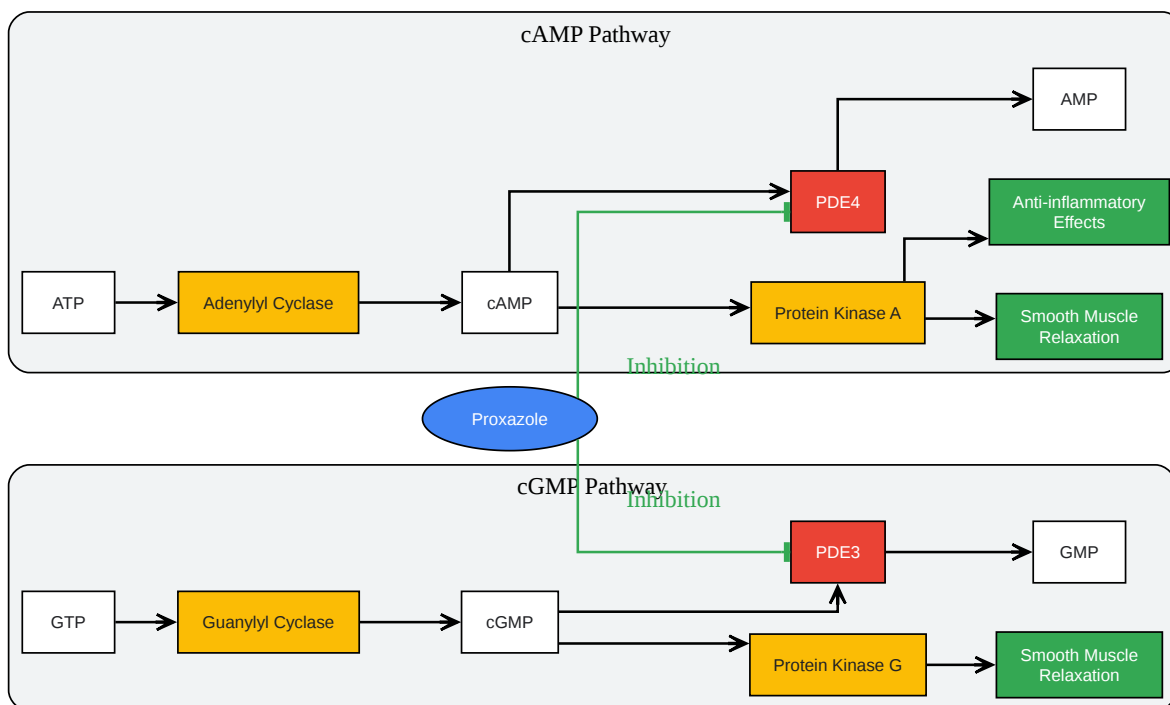 cAMP Pathway
AMP
PDE4
Anti-inflammatory
Effects
ATP
Adenylyl Cyclase
cAMP
Protein Kinase A
Smooth Muscle
Relaxation
Inhibition
Proxazole
cGMP Pathway
Inhibition
PDE3
GMP
GTP
Guanylyl Cyclase
cGMP
Protein Kinase G
Smooth Muscle
Relaxation